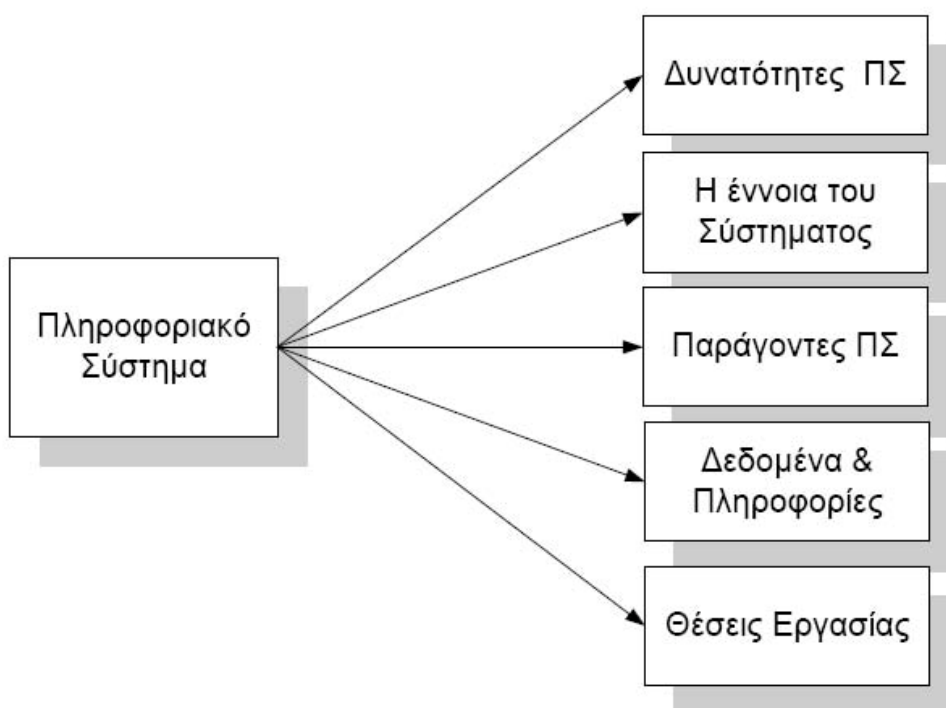 Δυνατότητες ΠΣ
Η έννοια του
Σύστηματος
Πληροφοριακό
Σύστημα
Παράγοντες ΠΣ
Δεδομένα &
Πληροφορίες
Θέσεις Εργασίας